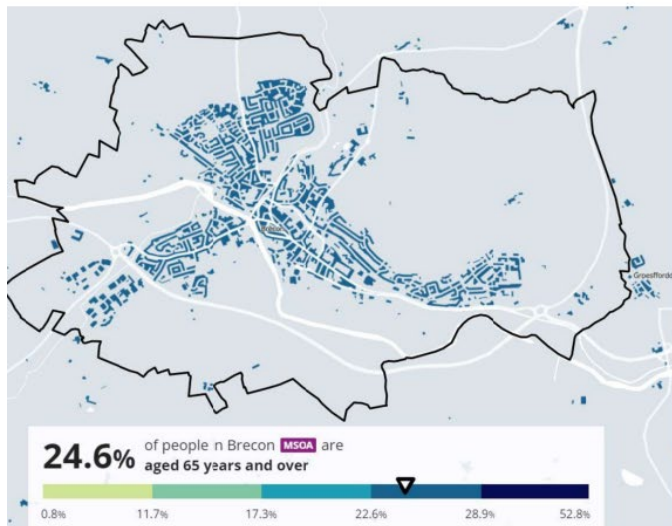 Brecon
Groesffordd
24.6% of people n Brecon MSOA are
aged 65 years and over
0.8% 11.7% 17.3% 22.6% 28.9% 52.8%